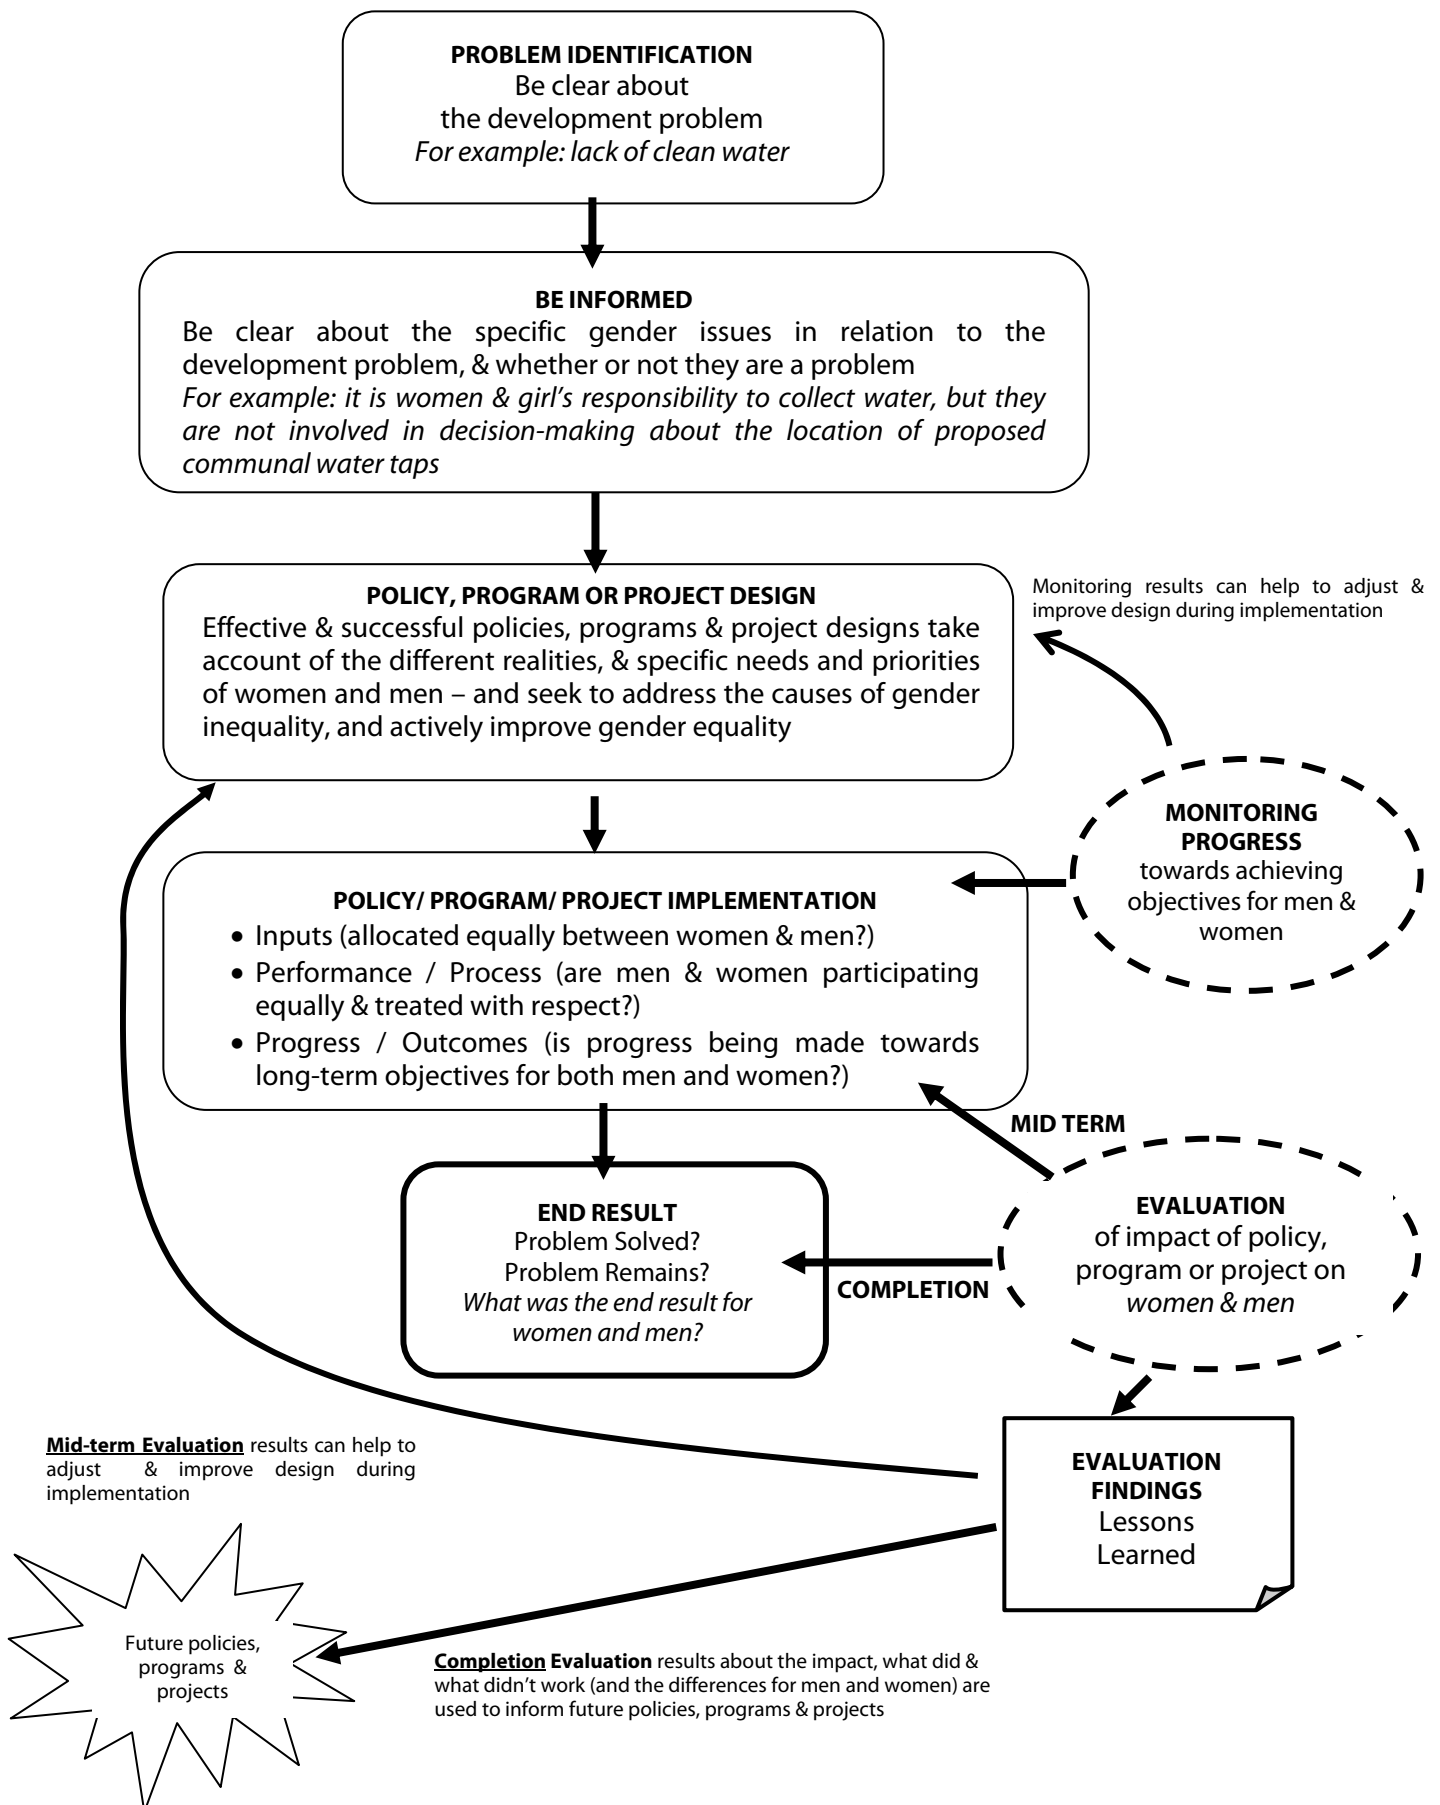 PROBLEM IDENTIFICATION
Be clear about
the development problem
For example: lack of clean water
BE INFORMED
Be clear about the specific gender issues in relation to the
development problem, & whether or not they are a problem
For example: it is women & girl's responsibility to collect water, but they
are not involved in decision-making about the location of proposed
communal water taps
POLICY, PROGRAM OR PROJECT DESIGN
Effective & successful policies, programs & project designs take
account of the different realities, & specific needs and priorities
of women and men – and seek to address the causes of gender
inequality, and actively improve gender equality
Monitoring results can help to adjust &
improve design during implementation
MONITORING
PROGRESS
towards achieving
objectives for men &
women
POLICY/ PROGRAM/ PROJECT IMPLEMENTATION
• Inputs (allocated equally between women & men?)
• Performance / Process (are men & women participating
equally & treated with respect?)
• Progress / Outcomes (is progress being made towards
long-term objectives for both men and women?)
MID TERM
END RESULT
Problem Solved?
Problem Remains?
What was the end result for
women and men?
COMPLETION
EVALUATION
of impact of policy,
program or project on
women & men
EVALUATION
FINDINGS
Lessons
Learned
Mid-term Evaluation results can help to
adjust & improve design during
implementation
Future policies,
programs &
projects
Completion Evaluation results about the impact, what did &
what didn't work (and the differences for men and women) are
used to inform future policies, programs & projects